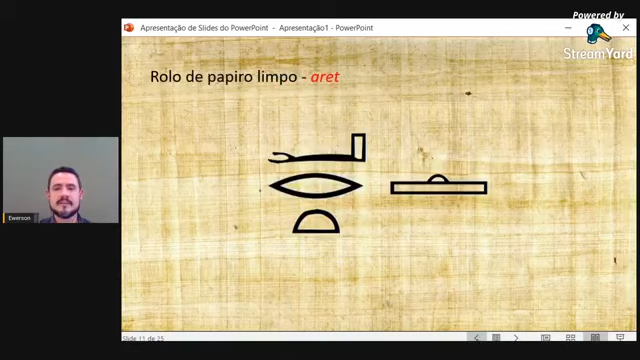 Powered by
StreamYard
Apresentação de Slides do PowerPoint - Apresentação1 - PowerPoint
Rolo de papiro limpo - aret
Ewerson
Slide 11 de 25